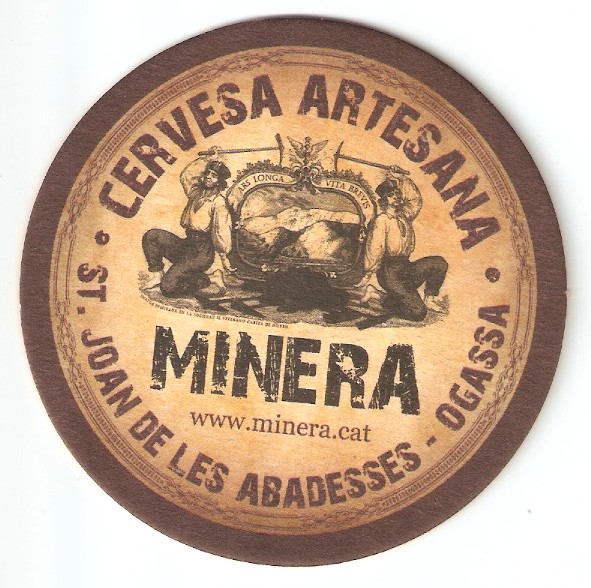 • CERVESA ARTESANA •
ARS LONGA VITA BREVIS
MINERA
www.minera.cat
ST. JOAN DE LES ABADESSES - OGASSA